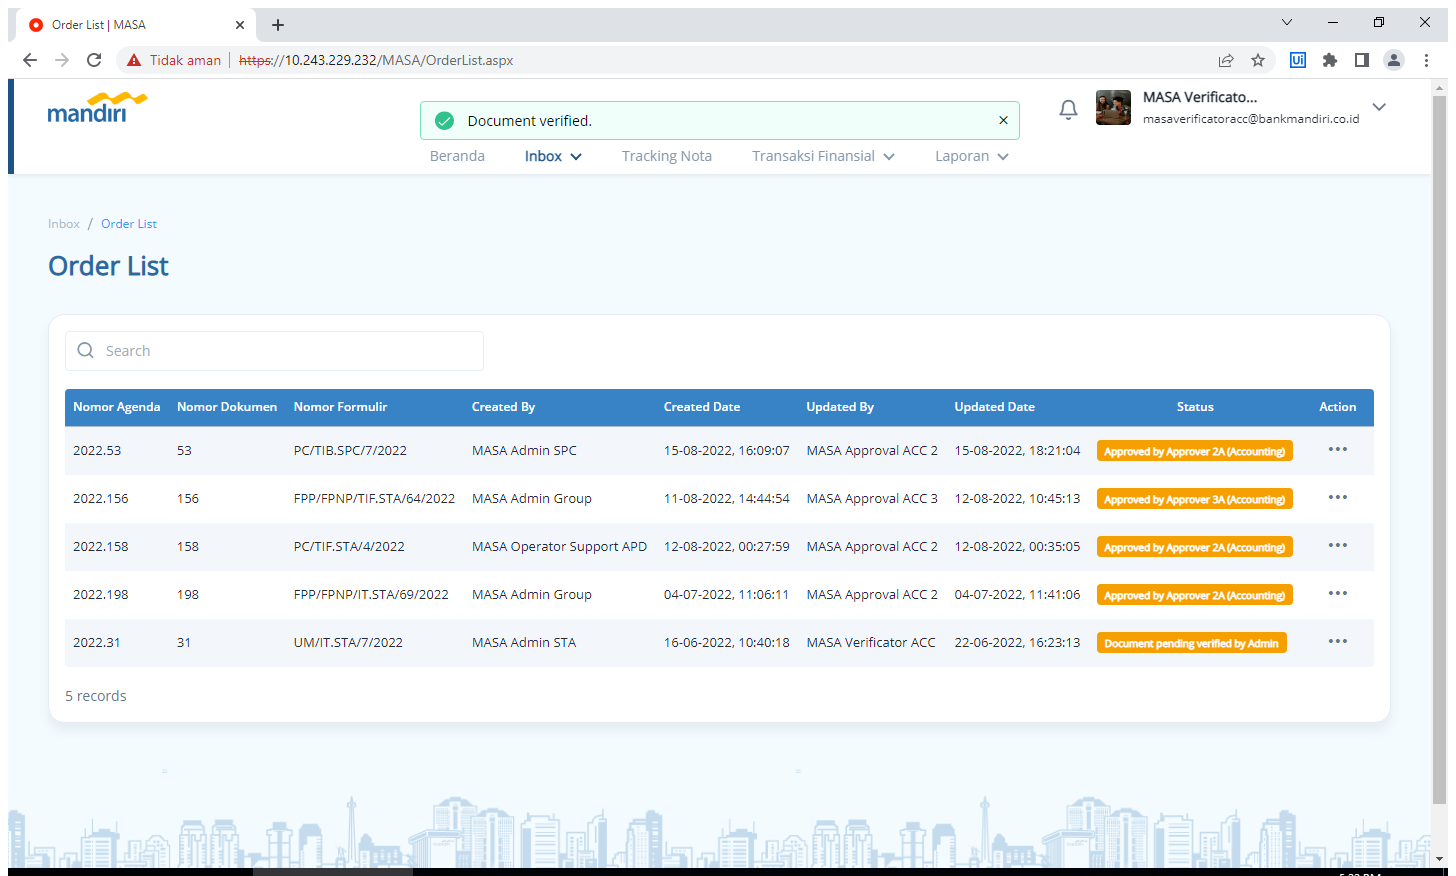 Order List | MASA
Tidak aman
https://10.243.229.232/MASA/OrderList.aspx
Ui
mandiri
Document verified.
MASA Verificato...
masaverificatoracc@bankmandiri.co.id
Beranda Inbox Tracking Nota Transaksi Finansial Laporan
Inbox / Order List
Order List
Search
Nomor Agenda Nomor Dokumen Nomor Formulir Created By Created Date Updated By Updated Date Status Action
2022.53 53 PC/TIB.SPC/7/2022 MASA Admin SPC 15-08-2022, 16:09:07 MASA Approval ACC 2 15-08-2022, 18:21:04 Approved by Approver 2A (Accounting)
2022.156 156 FPP/FPNP/TIF.STA/64/2022 MASA Admin Group 11-08-2022, 14:44:54 MASA Approval ACC 3 12-08-2022, 10:45:13 Approved by Approver 3A (Accounting)
2022.158 158 PC/TIF.STA/4/2022 MASA Operator Support APD 12-08-2022, 00:27:59 MASA Approval ACC 2 12-08-2022, 00:35:05 Approved by Approver 2A (Accounting)
2022.198 198 FPP/FPNP/IT.STA/69/2022 MASA Admin Group 04-07-2022, 11:06:11 MASA Approval ACC 2 04-07-2022, 11:41:06 Approved by Approver 2A (Accounting)
2022.31 31 UM/IT.STA/7/2022 MASA Admin STA 16-06-2022, 10:40:18 MASA Verificator ACC 22-06-2022, 16:23:13 Document pending verified by Admin
5 records